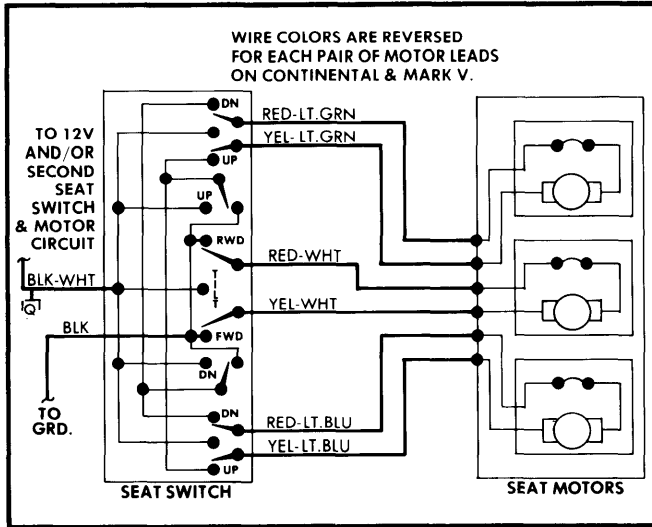 WIRE COLORS ARE REVERSED
FOR EACH PAIR OF MOTOR LEADS
ON CONTINENTAL & MARK V.
TO 12V
AND/OR
SECOND
SEAT
SWITCH
& MOTOR
CIRCUIT
BLK-WHT
Q
BLK
TO
GRD.
DN
UP
UP
RWD
FWD
DN
DN
UP
RED-LT.GRN
YEL-LT.GRN
RED-WHT
YEL-WHT
RED-LT.BLU
YEL-LT.BLU
SEAT SWITCH
SEAT MOTORS